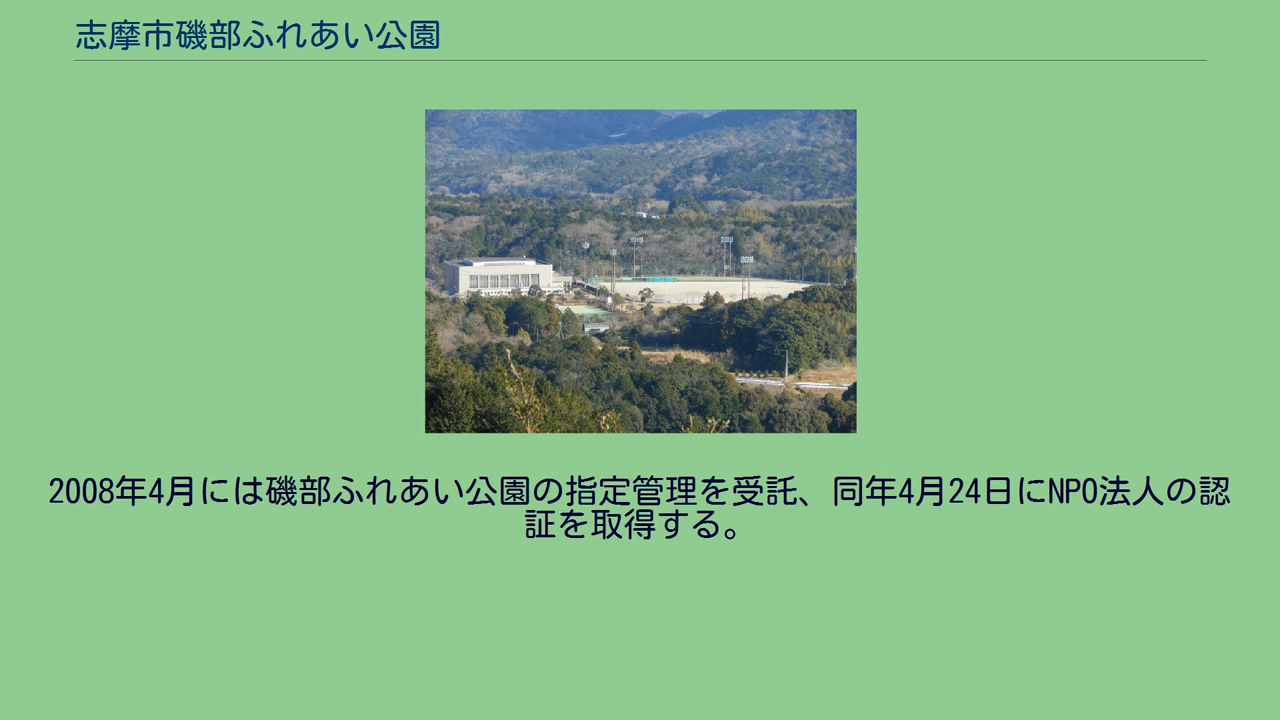 志摩市磯部ふれあい公園
2008年4月には磯部ふれあい公園の指定管理を受託、同年4月24日にNPO法人の認
証を取得する。